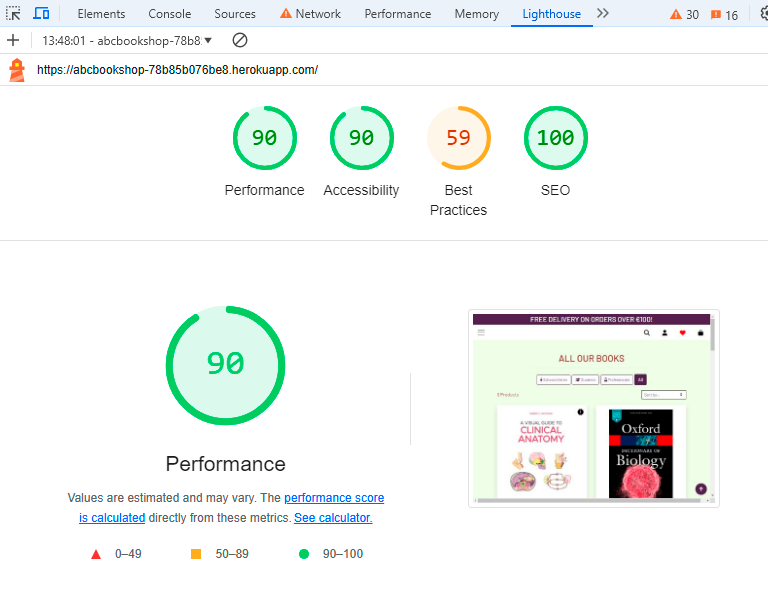 Elements Console Sources Network Performance Memory Lighthouse 30 16
13:48:01 - abcbookshop-78b8
https://abcbookshop-78b85b076be8.herokuapp.com/
90 90 59 100
Performance Accessibility Best Practices SEO
90
Performance
Values are estimated and may vary. The performance score
is calculated directly from these metrics. See calculator.
0–49 50–89 90–100
FREE DELIVERY ON ORDERS OVER €100!
ALL OUR BOOKS
All
5 Products
A VISUAL GUIDE TO
CLINICAL
ANATOMY
Oxford
DICTIONARY OF
Biology